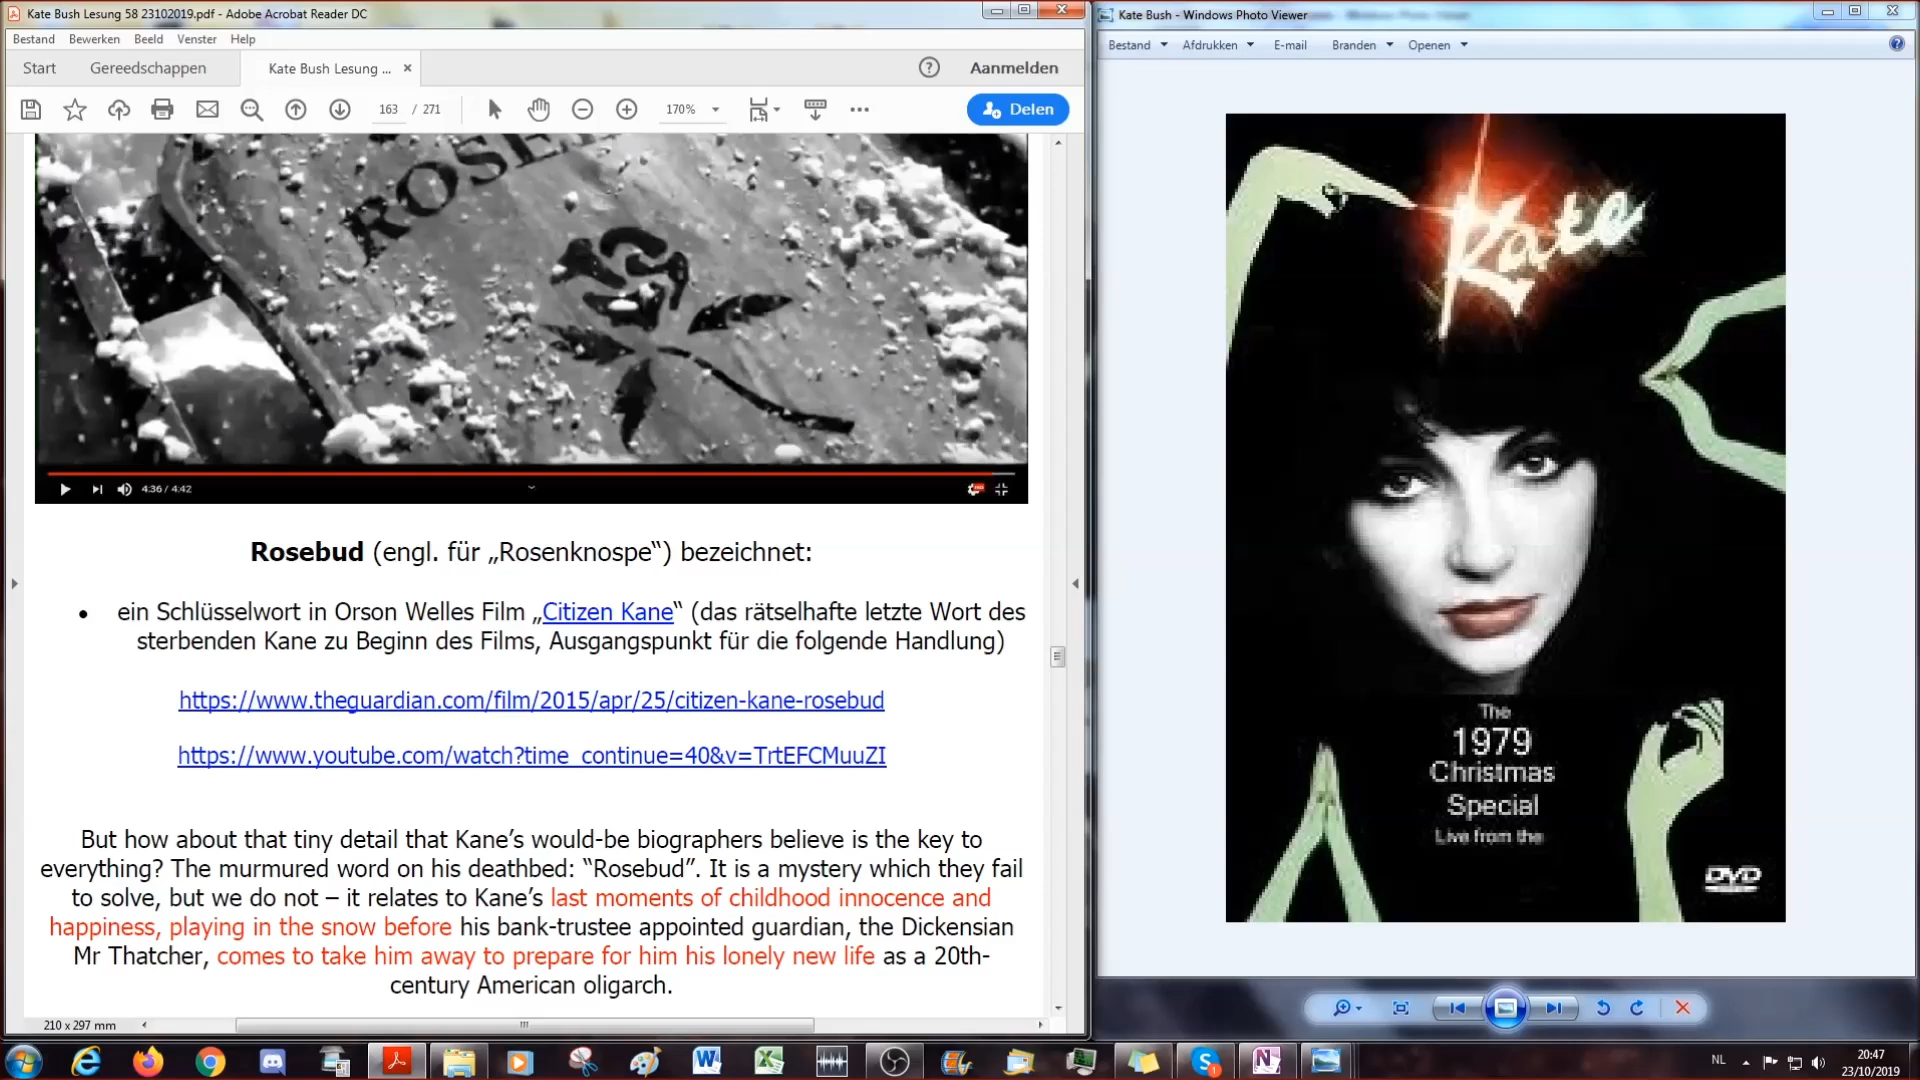 Kate Bush Lesung 58 23102019.pdf - Adobe Acrobat Reader DC
Bestand Bewerken Beeld Venster Help
Start Gereedschappen Kate Bush Lesung ... × Aanmelden
163 / 271 170% Delen
4:36 / 4:42
Rosebud (engl. für „Rosenknospe“) bezeichnet:
• ein Schlüsselwort in Orson Welles Film „Citizen Kane“ (das rätselhafte letzte Wort des
sterbenden Kane zu Beginn des Films, Ausgangspunkt für die folgende Handlung)
https://www.theguardian.com/film/2015/apr/25/citizen-kane-rosebud
https://www.youtube.com/watch?time_continue=40&v=TrtEFCMuuZI
But how about that tiny detail that Kane’s would-be biographers believe is the key to
everything? The murmured word on his deathbed: “Rosebud”. It is a mystery which they fail
to solve, but we do not – it relates to Kane’s last moments of childhood innocence and
happiness, playing in the snow before his bank-trustee appointed guardian, the Dickensian
Mr Thatcher, comes to take him away to prepare for him his lonely new life as a 20th-
century American oligarch.
210 x 297 mm
Kate Bush - Windows Photo Viewer
Bestand Afdrukken E-mail Branden Openen
Kate
The
1979
Christmas
Special
Live from the
DVD
NL
20:47
23/10/2019